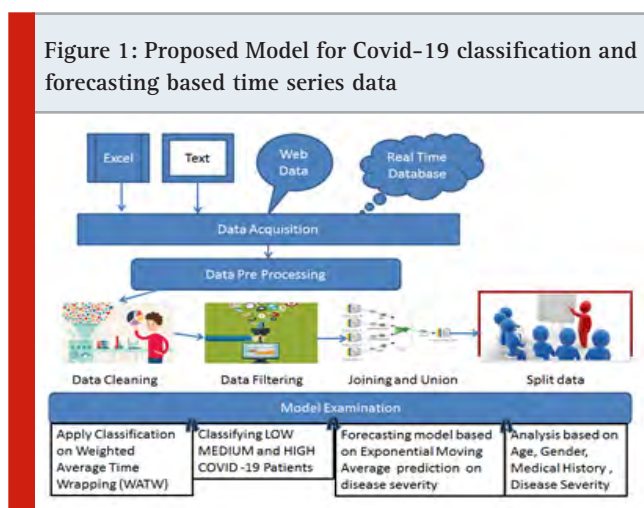 Figure 1: Proposed Model for Covid-19 classification and
forecasting based time series data
Excel
Text
Web
Data
Real Time
Database
Data Acquisition
Data Pre Processing
Data Cleaning
Data Filtering
Joining and Union
Split data
Model Examination
Apply Classification
on Weighted
Average Time
Wrapping (WATW)
Classifying LOW
MEDIUM and HIGH
COVID -19 Patients
Forecasting model based
on Exponential Moving
Average prediction on
disease severity
Analysis based on
Age, Gender,
Medical History ,
Disease Severity